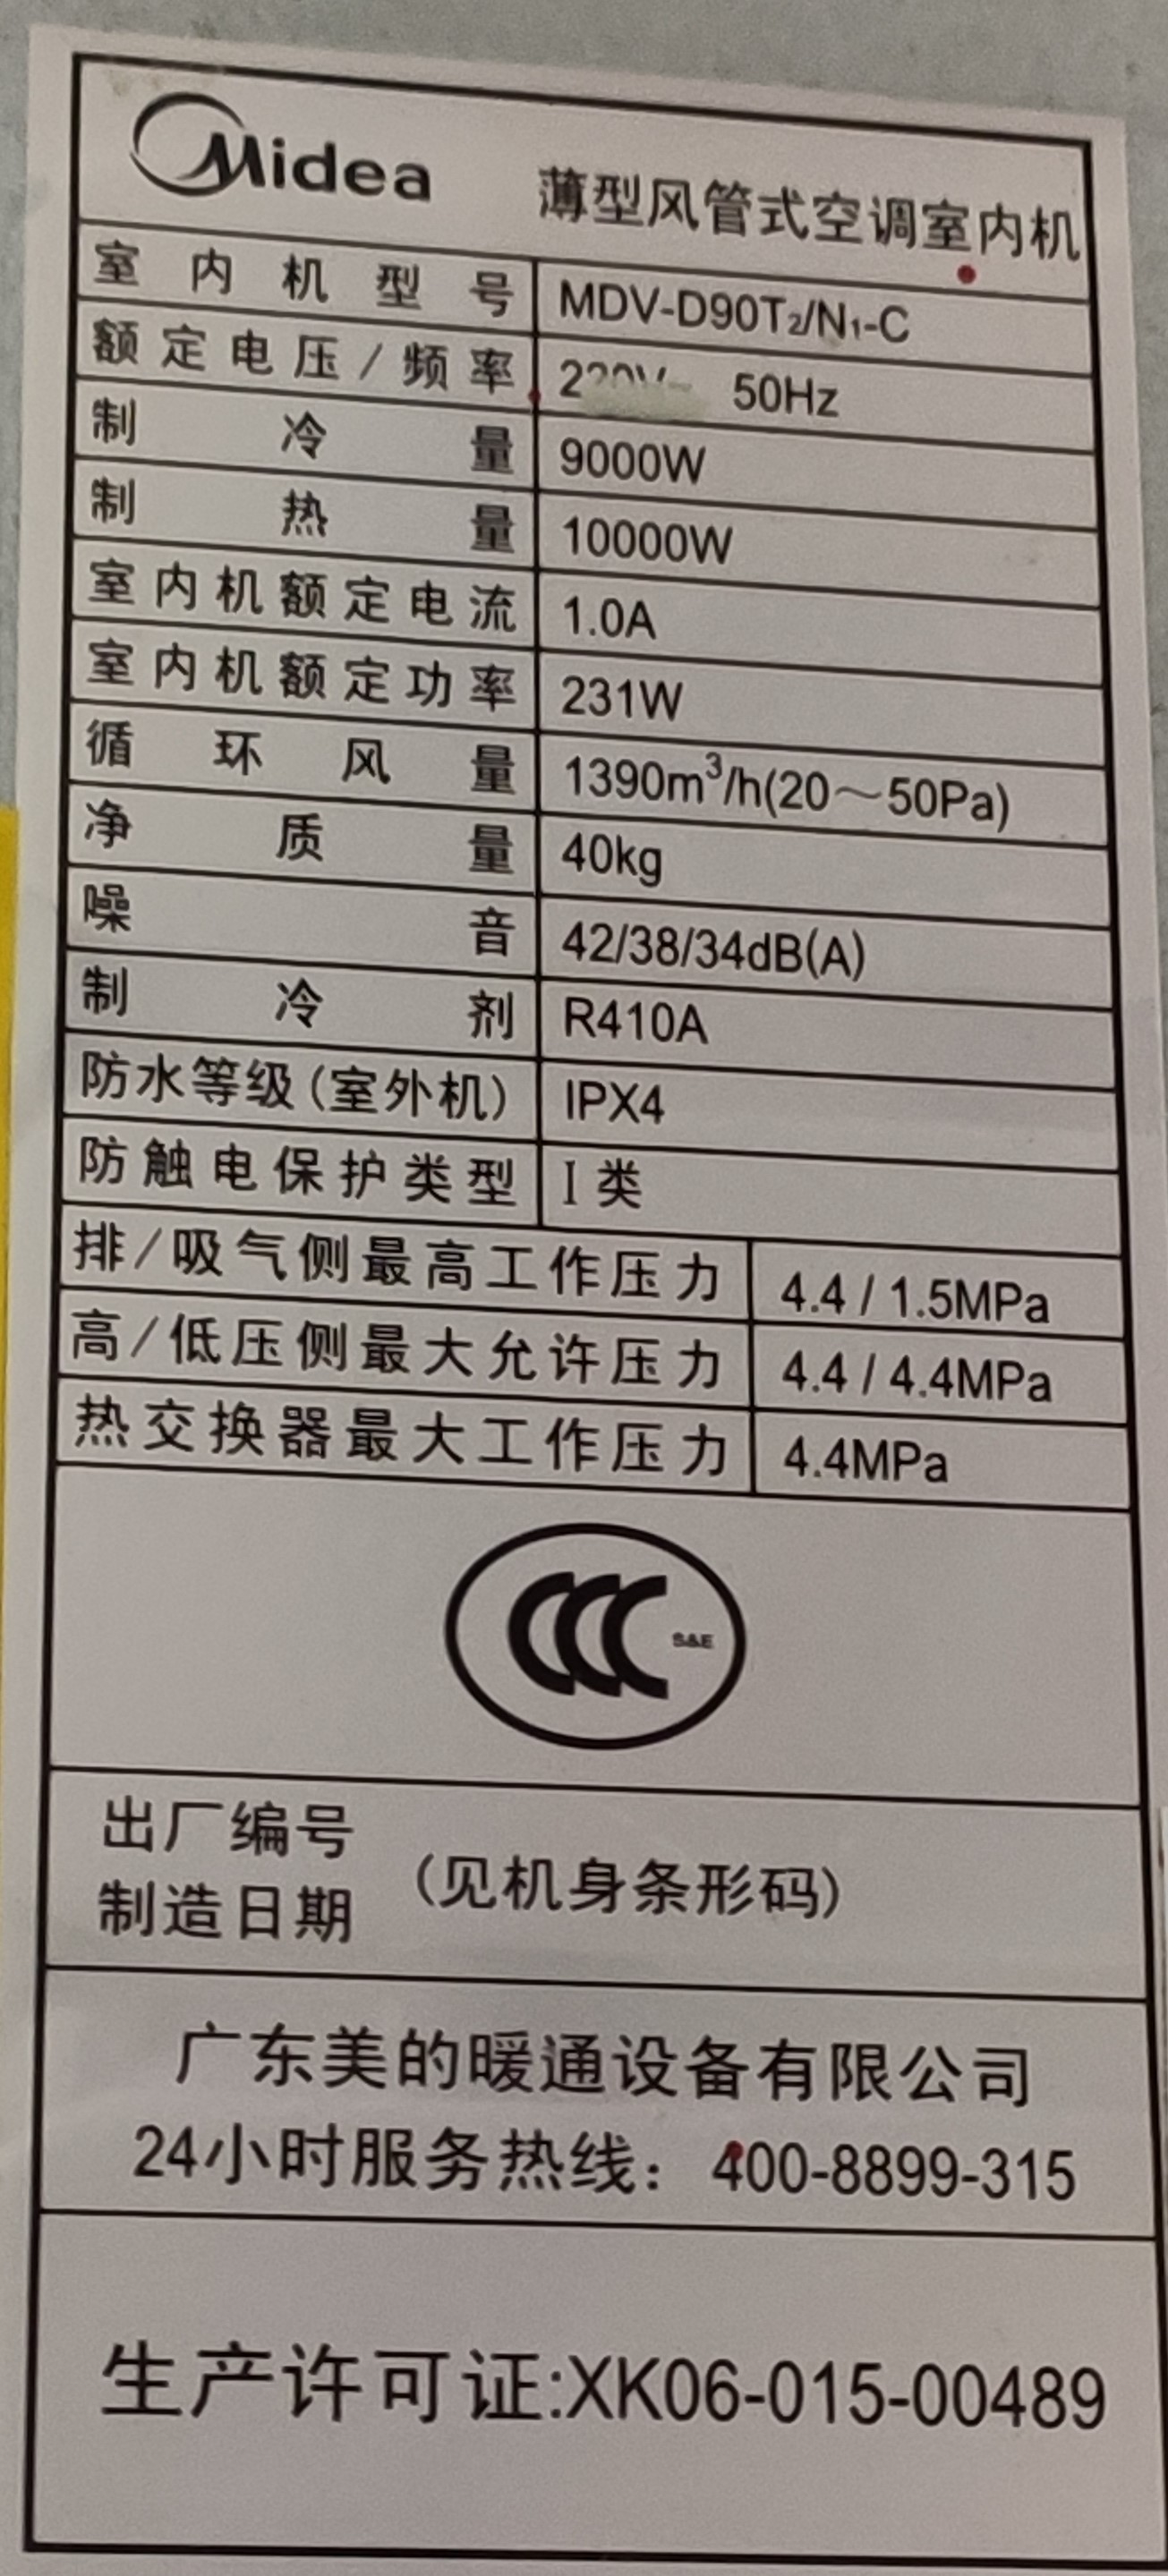 Midea 薄型风管式空调室内机
室内机型号 MDV-D90T₂/N₁-C
额定电压/频率 220V~ 50Hz
制冷量 9000W
制热量 10000W
室内机额定电流 1.0A
室内机额定功率 231W
循环风量 1390m³/h(20～50Pa)
净质量 40kg
噪音 42/38/34dB(A)
制冷剂 R410A
防水等级(室外机) IPX4
防触电保护类型 I 类
排/吸气侧最高工作压力 4.4 / 1.5MPa
高/低压侧最大允许压力 4.4 / 4.4MPa
热交换器最大工作压力 4.4MPa
CCC S&E
出厂编号
制造日期 (见机身条形码)
广东美的暖通设备有限公司
24小时服务热线：400-8899-315
生产许可证:XK06-015-00489